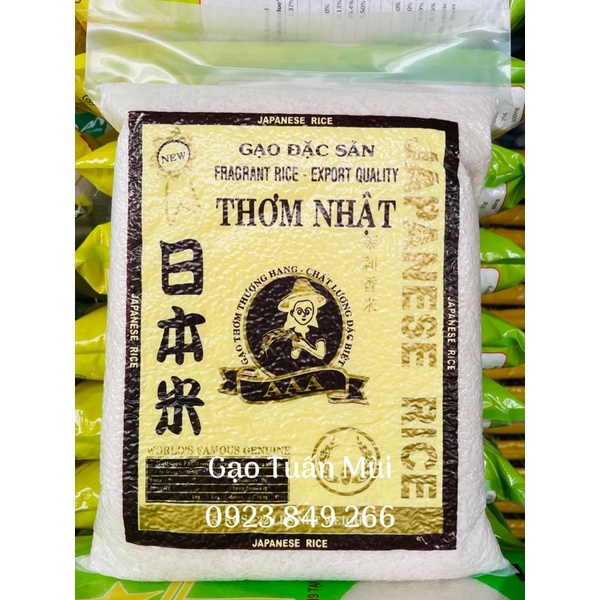 JAPANESE RICE
NEW
GẠO ĐẶC SẢN
FRAGRANT RICE - EXPORT QUALITY
THƠM NHẬT
日本米
香米
JAPANESE RICE
JAPANESE RICE
JAPANESE RICE
GẠO THƠM THƯỢNG HẠNG - CHẤT LƯỢNG ĐẶC BIỆT
AAA
WORLD'S FAMOUS GENUINE
Gạo Tuấn Mùi
0923 849 266
JAPANESE RICE